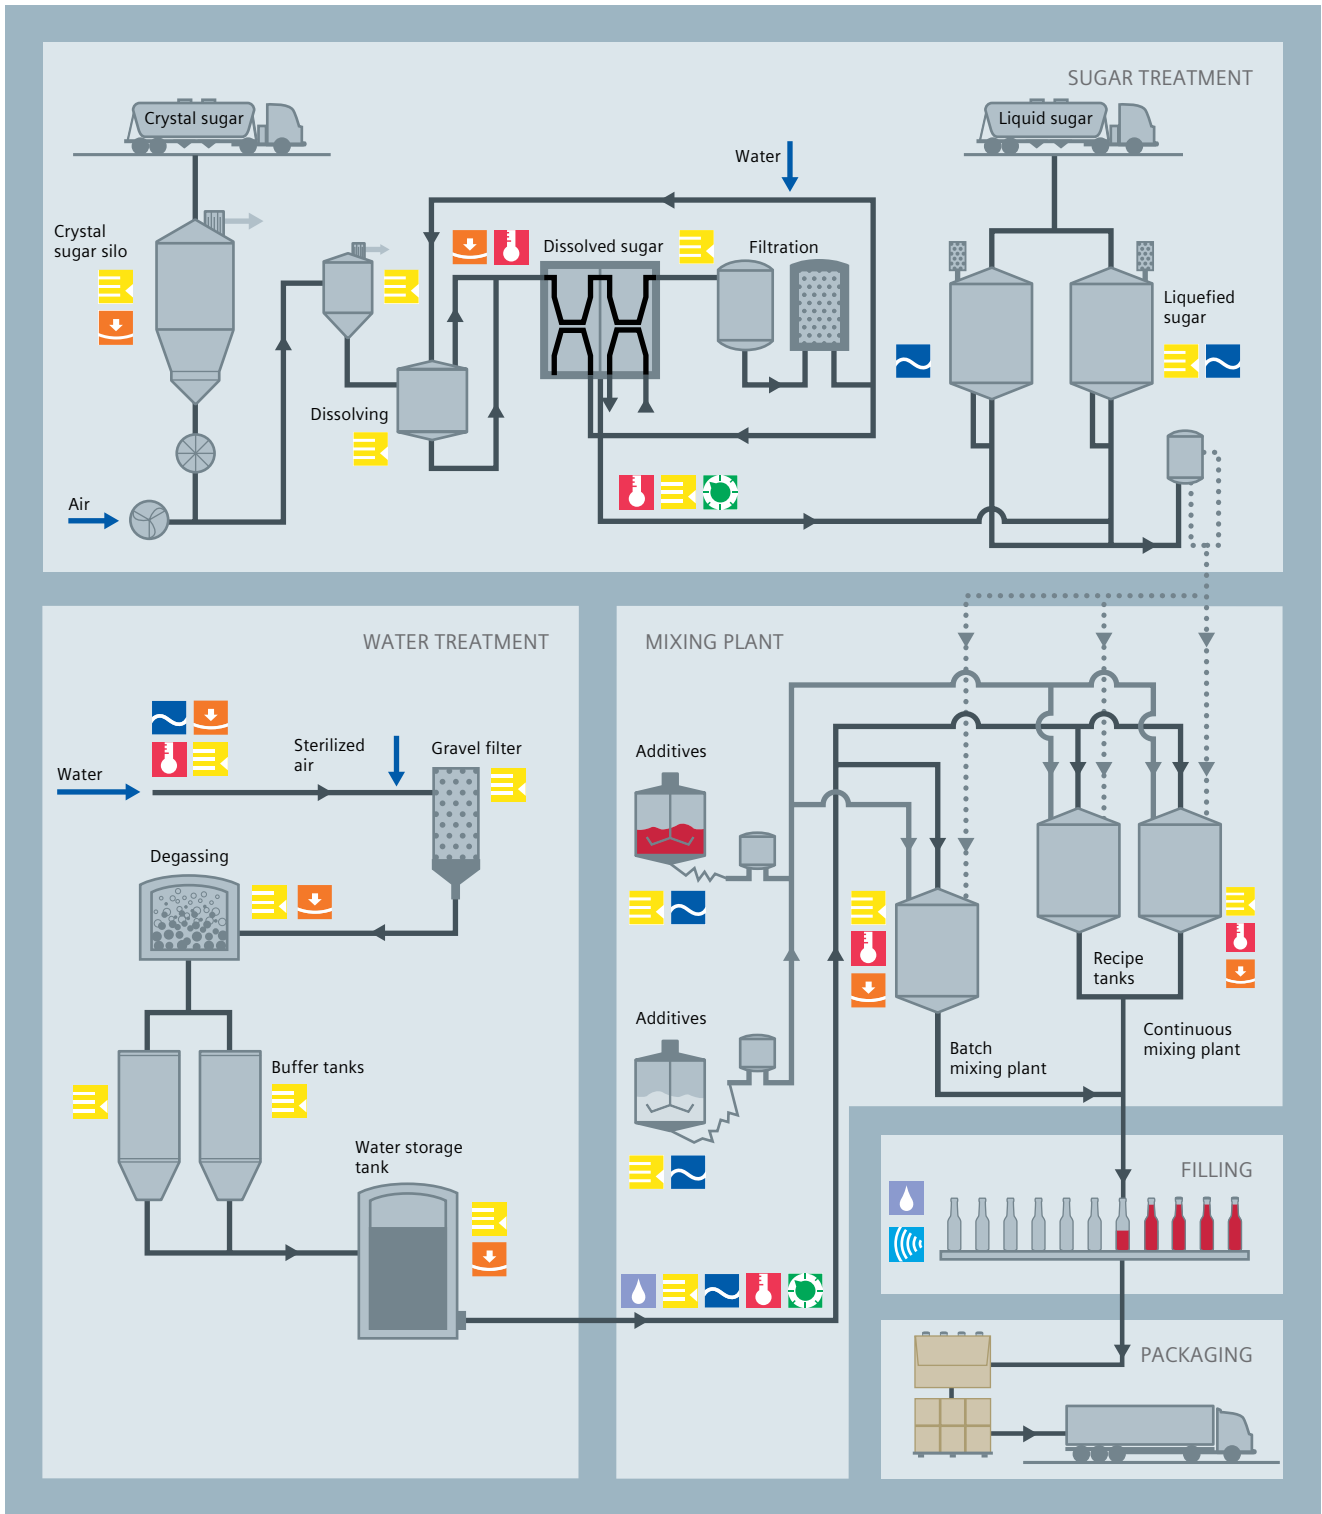 SUGAR TREATMENT
Crystal sugar
Liquid sugar
Water
Crystal
sugar silo
Dissolved sugar
Filtration
Liquefied
sugar
Dissolving
Air
WATER TREATMENT
MIXING PLANT
Sterilized
air
Gravel filter
Additives
Water
Degassing
Recipe
tanks
Additives
Continuous
mixing plant
Batch
mixing plant
Buffer tanks
Water storage
tank
FILLING
PACKAGING